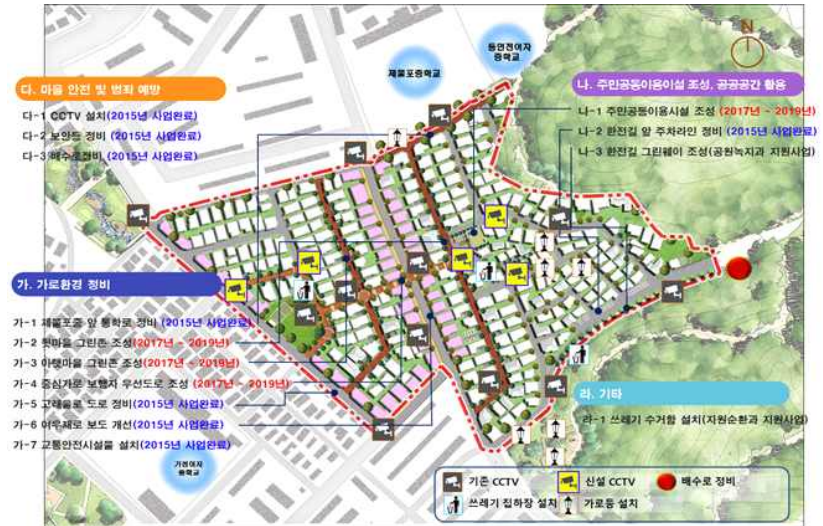 N
동인천여자
중학교
제물포중학교
다. 마을 안전 및 범죄 예방
다-1 CCTV 설치(2015년 사업완료)
다-2 보안등 정비 (2015년 사업완료)
다-3 배수로정비 (2015년 사업완료)
나. 주민공동이용이설 조성, 공공공간 활용
나-1 주민공동이용시설 조성 (2017년 ~ 2019년)
나-2 환전길 앞 주차라인 정비 (2015년 사업완료)
나-3 환전길 그린웨이 조성(공원녹지과 지원사업)
가. 가로환경 정비
가-1 제물포중 앞 통학로 정비 (2015년 사업완료)
가-2 윗마을 그린존 조성(2017년 ~ 2019년)
가-3 아랫마을 그린존 조성(2017년 ~ 2019년)
가-4 중심가로 보행자 우선도로 조성 (2017년 ~ 2019년)
가-5 고래울로 도로 정비(2015년 사업완료)
가-6 여우재로 보도 개선(2015년 사업완료)
가-7 교통안전시설물 설치(2015년 사업완료)
가정여자
중학교
라. 기타
라-1 쓰레기 수거함 설치(자원순환과 지원사업)
기존 CCTV
신설 CCTV
배수로 정비
쓰레기 집하장 설치
가로등 설치